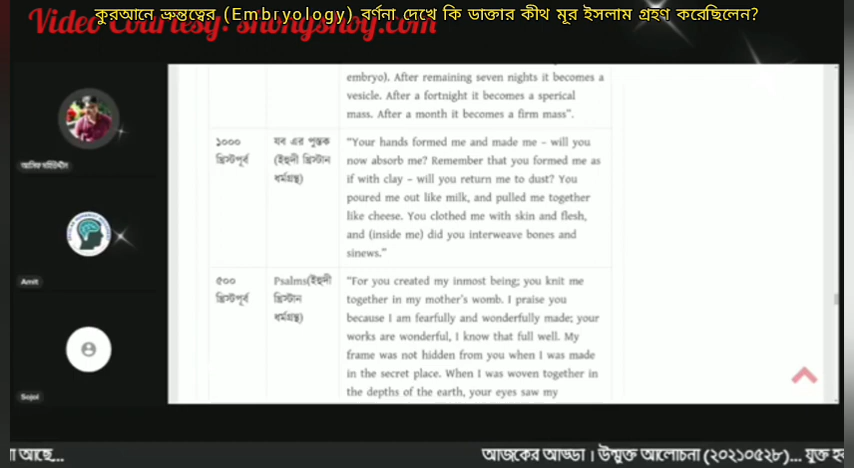 কুরআনে ভ্রুনতত্বের (Embryology) বর্ণনা দেখে কি ডাক্তার কীথ মূর ইসলাম গ্রহণ করেছিলেন?
Video Courtesy: shongshoy.com
embryo). After remaining seven nights it becomes a
vesicle. After a fortnight it becomes a sperical
mass. After a month it becomes a firm mass”.
১০০০
খ্রিস্টপূর্ব
যব এর পুস্তক
(ইহুদী খ্রিস্টান
ধর্মগ্রন্থ)
“Your hands formed me and made me – will you
now absorb me? Remember that you formed me as
if with clay – will you return me to dust? You
poured me out like milk, and pulled me together
like cheese. You clothed me with skin and flesh,
and (inside me) did you interweave bones and
sinews.”
৫০০
খ্রিস্টপূর্ব
Psalms(ইহুদী
খ্রিস্টান
ধর্মগ্রন্থ)
“For you created my inmost being; you knit me
together in my mother’s womb. I praise you
because I am fearfully and wonderfully made; your
works are wonderful, I know that full well. My
frame was not hidden from you when I was made
in the secret place. When I was woven together in
the depths of the earth, your eyes saw my
Amit
Sojol
আছে...
আজকের আড্ডা । উন্মুক্ত আলোচনা (২০২১০৫২৮)... যুক্ত